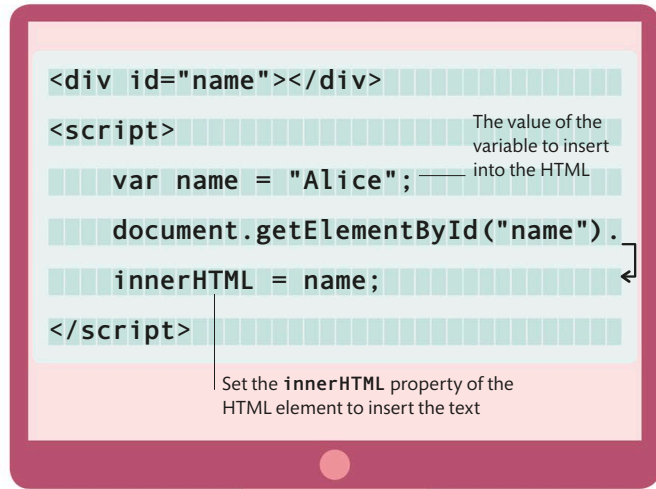 <div id="name"></div>
<script>
The value of the
variable to insert
into the HTML
var name = "Alice";
document.getElementById("name").
innerHTML = name;
</script>
Set the innerHTML property of the
HTML element to insert the text